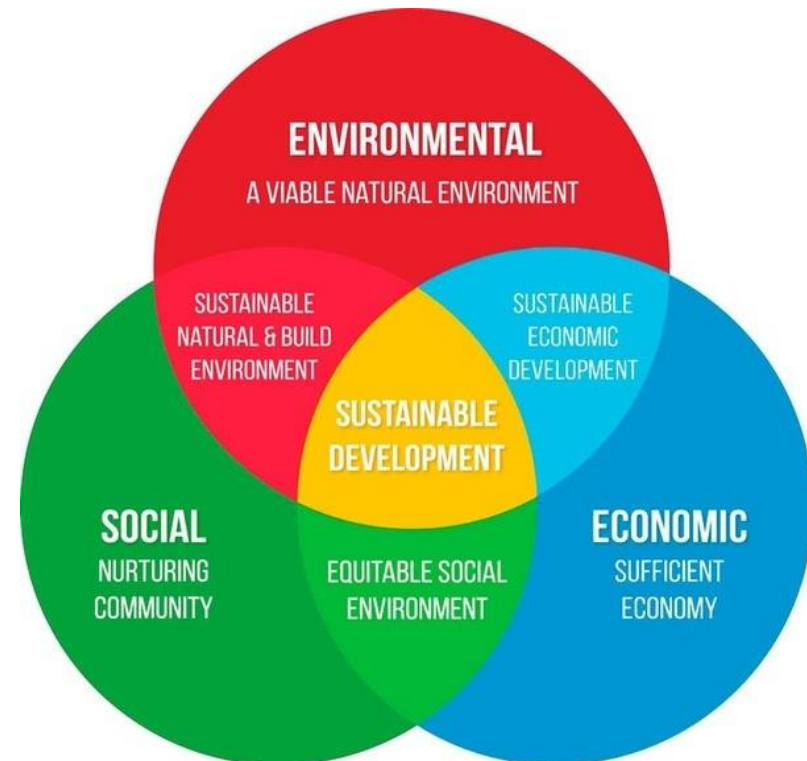 ENVIRONMENTAL
A VIABLE NATURAL ENVIRONMENT
SUSTAINABLE
NATURAL & BUILD
ENVIRONMENT
SUSTAINABLE
ECONOMIC
DEVELOPMENT
SUSTAINABLE
DEVELOPMENT
SOCIAL
NURTURING
COMMUNITY
EQUITABLE SOCIAL
ENVIRONMENT
ECONOMIC
SUFFICIENT
ECONOMY